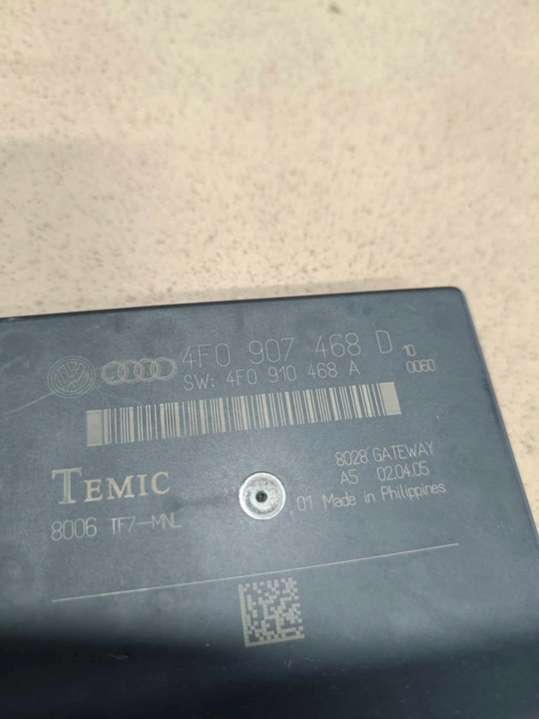 4F0 907 468 D 10
SW: 4F0 910 468 A 0060
8028 GATEWAY
TEMIC A5 02.04.05
8006 TF7-MNL 01 Made in Philippines